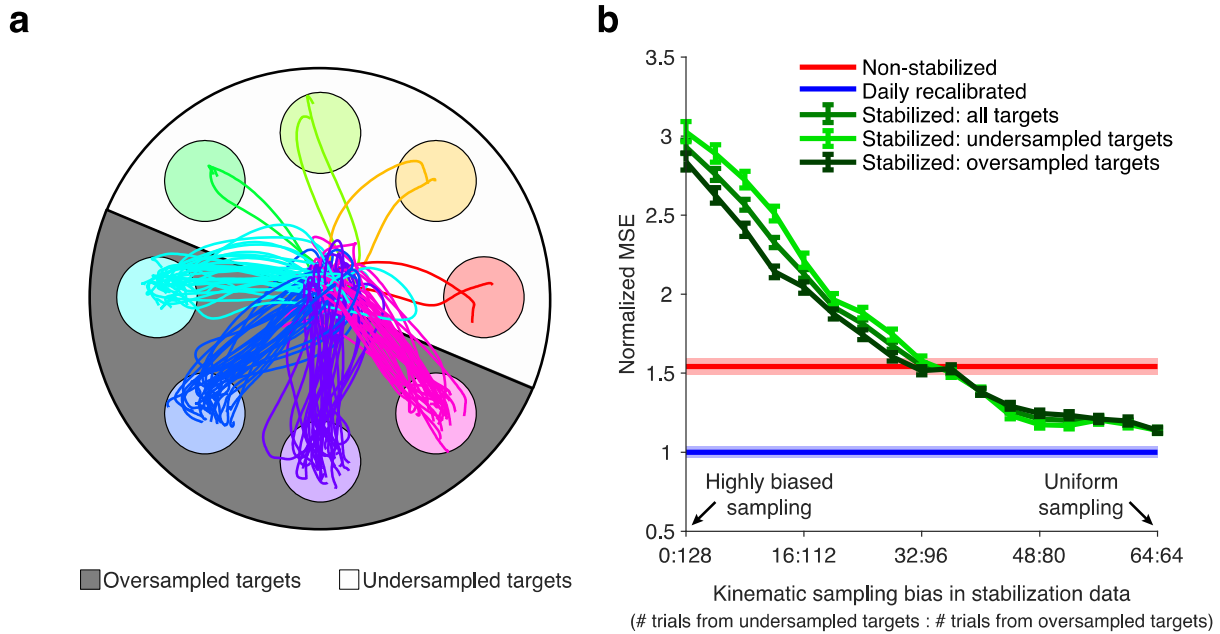 a
Oversampled targets
Undersampled targets
b
3.5
3
2.5
2
1.5
1
0.5
Normalized MSE
Non-stabilized
Daily recalibrated
Stabilized: all targets
Stabilized: undersampled targets
Stabilized: oversampled targets
Highly biased
sampling
Uniform
sampling
0:128
16:112
32:96
48:80
64:64
Kinematic sampling bias in stabilization data
(# trials from undersampled targets : # trials from oversampled targets)